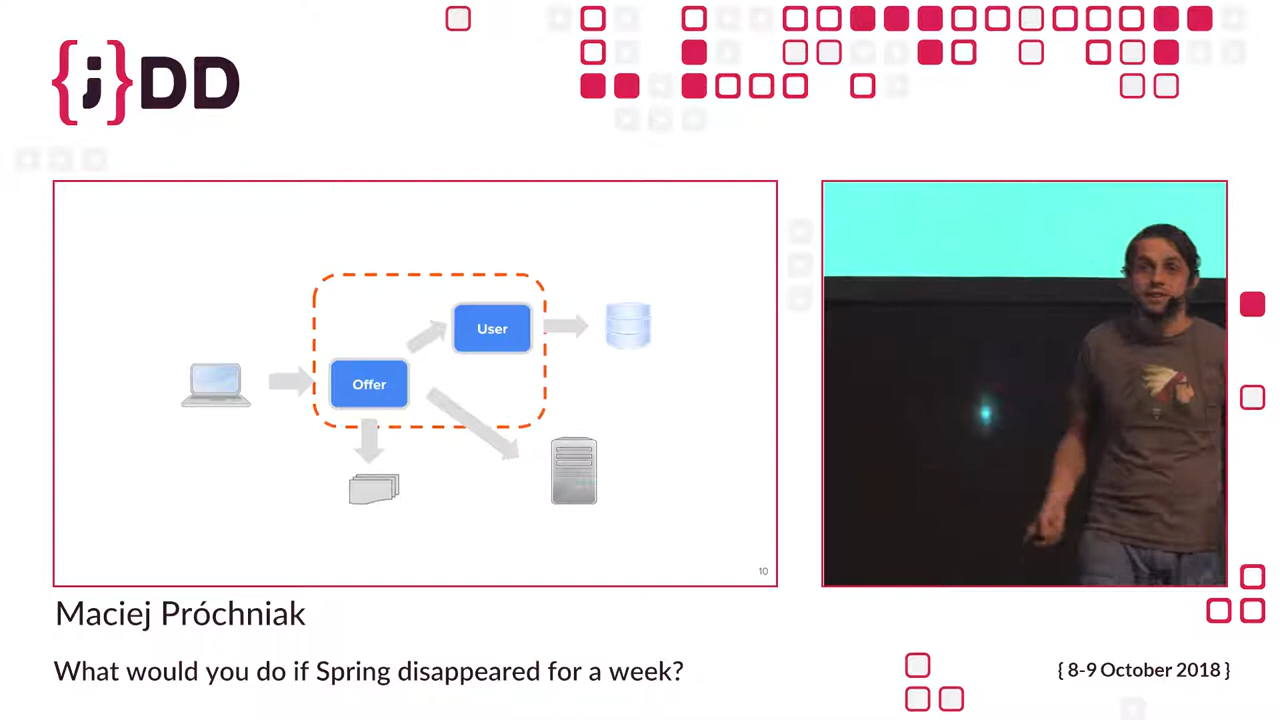 {j}DD
User
Offer
10
Maciej Próchniak
What would you do if Spring disappeared for a week?
{ 8-9 October 2018 }